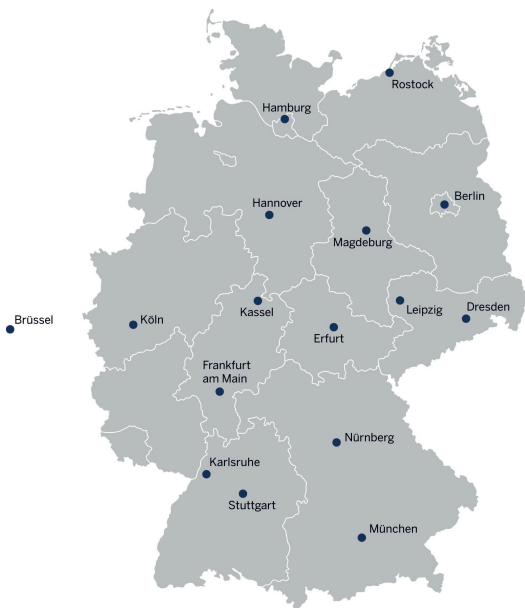 Rostock
Hamburg
Berlin
Hannover
Magdeburg
Kassel
Leipzig
Dresden
Brüssel
Köln
Erfurt
Frankfurt
am Main
Nürnberg
Karlsruhe
Stuttgart
München